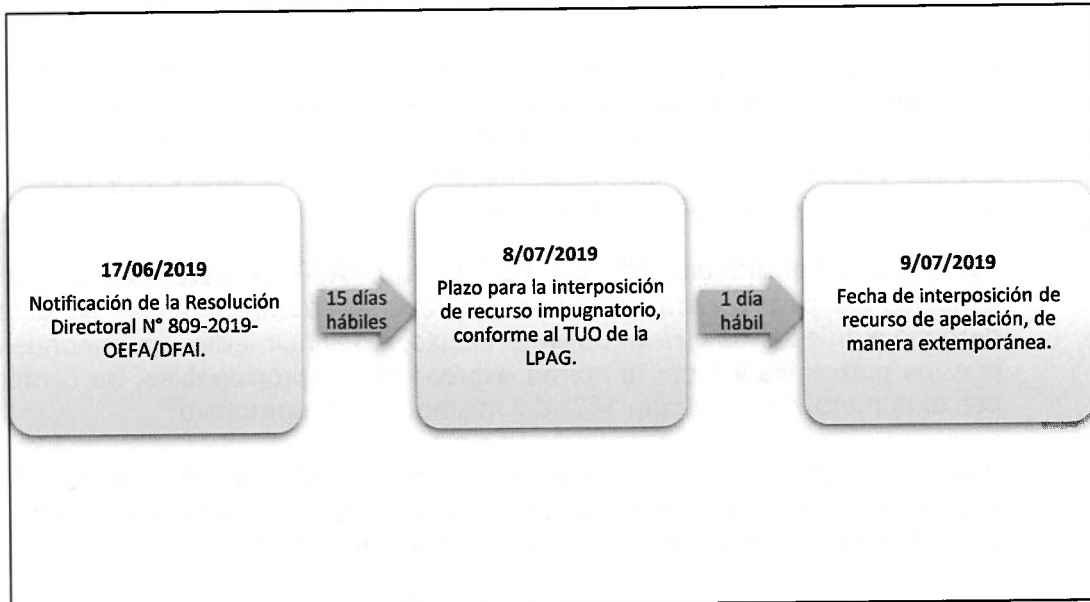 17/06/2019
Notificación de la Resolución
Directoral N° 809-2019-
OEFA/DFAI.
15 días
hábiles
8/07/2019
Plazo para la interposición
de recurso impugnatorio,
conforme al TUO de la
LPAG.
1 día
hábil
9/07/2019
Fecha de interposición de
recurso de apelación, de
manera extemporánea.